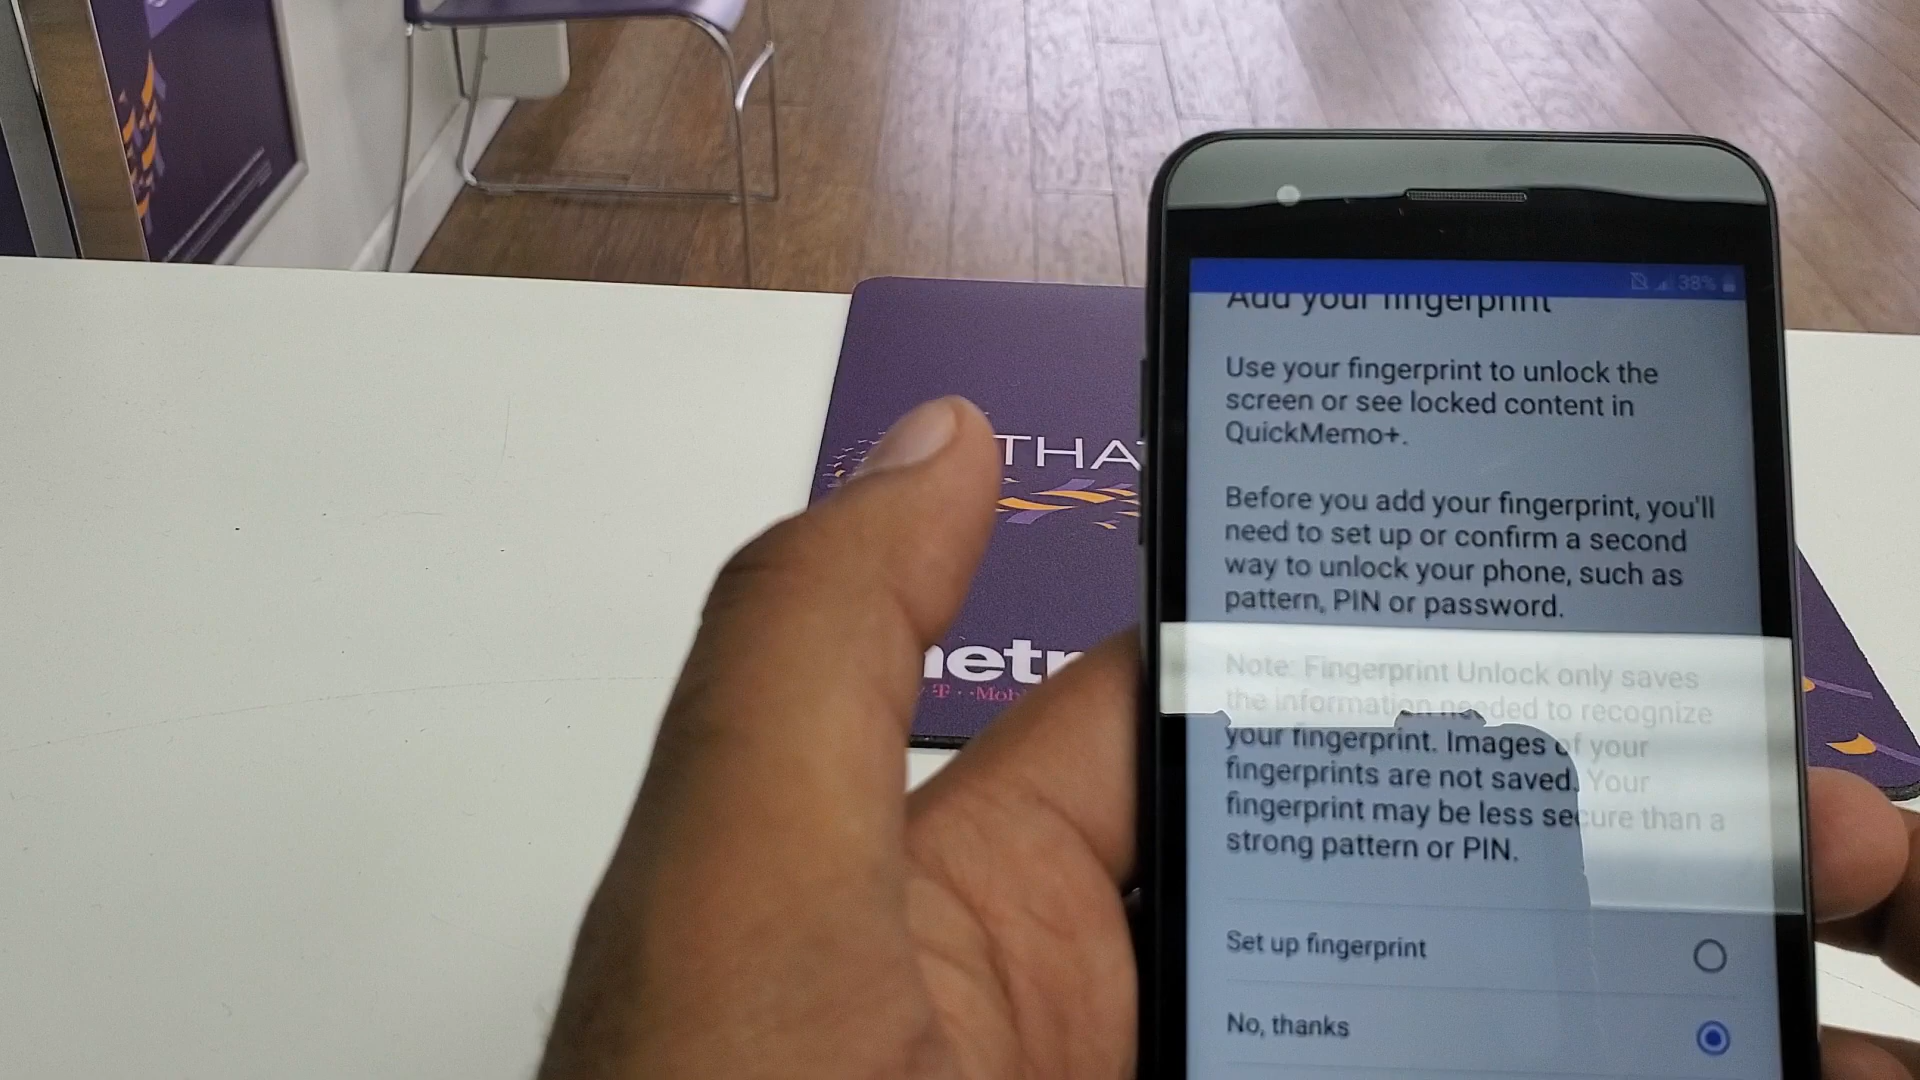 38%
Add your fingerprint
Use your fingerprint to unlock the
screen or see locked content in
QuickMemo+.
Before you add your fingerprint, you'll
need to set up or confirm a second
way to unlock your phone, such as
pattern, PIN or password.
Note: Fingerprint Unlock only saves
the information needed to recognize
your fingerprint. Images of your
fingerprints are not saved. Your
fingerprint may be less secure than a
strong pattern or PIN.
Set up fingerprint
No, thanks
THA
metr
T-Mob